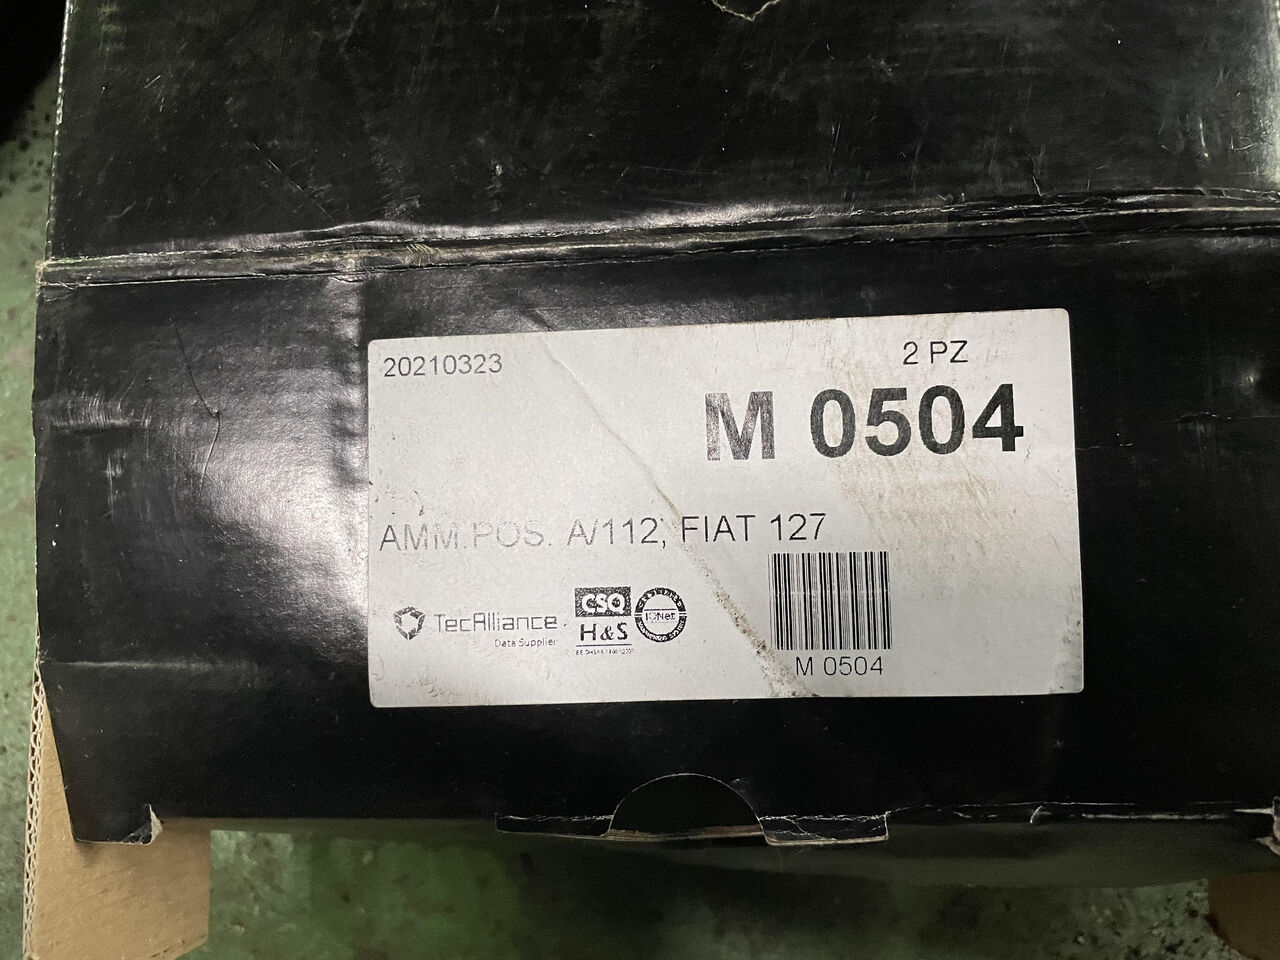 20210323
2 PZ
M 0504
AMM.POS. A/112, FIAT 127
TecAlliance
Data Supplier
CSQ
H&S
IQNet
M 0504